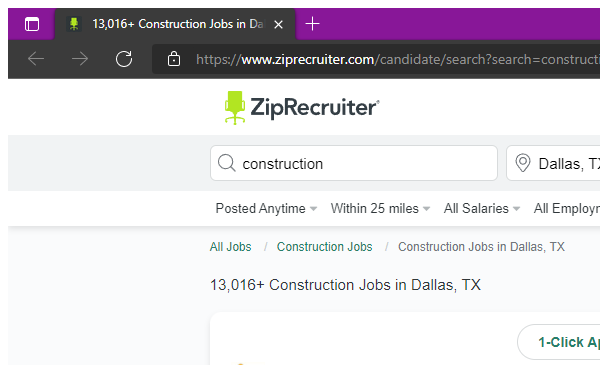 13,016+ Construction Jobs in Da
https://www.ziprecruiter.com/candidate/search?search=constructi
ZipRecruiter
construction
Dallas, TX
Posted Anytime Within 25 miles All Salaries All Employ
All Jobs / Construction Jobs / Construction Jobs in Dallas, TX
13,016+ Construction Jobs in Dallas, TX
1-Click Ap